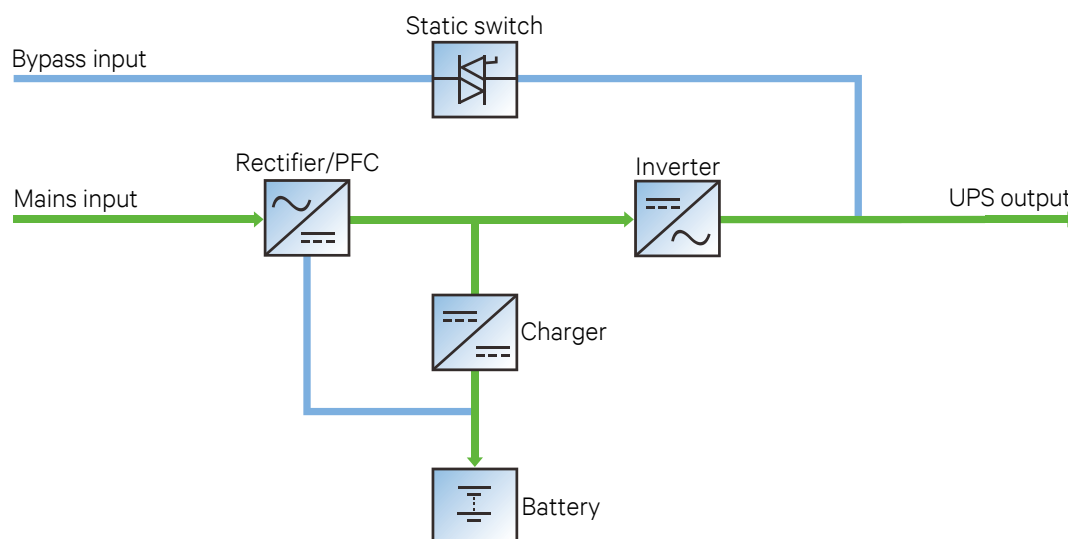 Static switch
Bypass input
Rectifier/PFC
Inverter
Mains input
UPS output
Charger
Battery